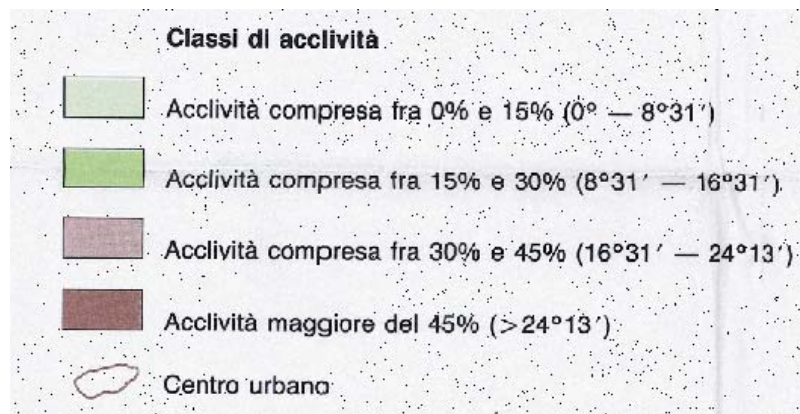 Classi di acclività
Acclività compresa fra 0% e 15% (0° — 8°31′)
Acclività compresa fra 15% e 30% (8°31′ — 16°31′)
Acclività compresa fra 30% e 45% (16°31′ — 24°13′)
Acclività maggiore del 45% (>24°13′)
Centro urbano